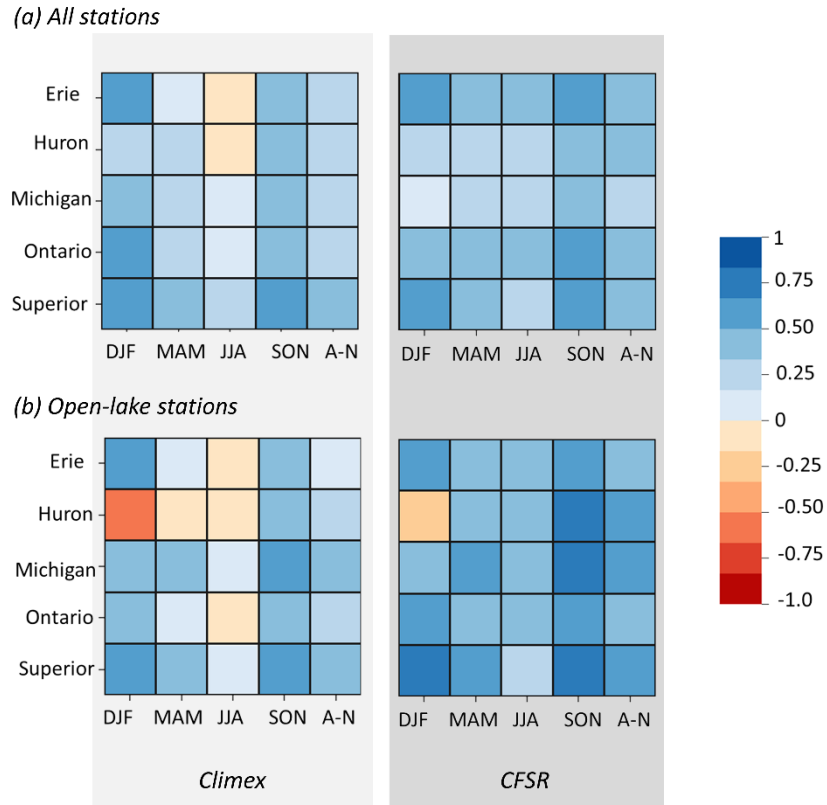 (a) All stations
Erie
Huron
Michigan
Ontario
Superior
DJF MAM JJA SON A-N
DJF MAM JJA SON A-N
(b) Open-lake stations
Erie
Huron
Michigan
Ontario
Superior
DJF MAM JJA SON A-N
DJF MAM JJA SON A-N
Climex
CFSR
1
0.75
0.50
0.25
0
-0.25
-0.50
-0.75
-1.0